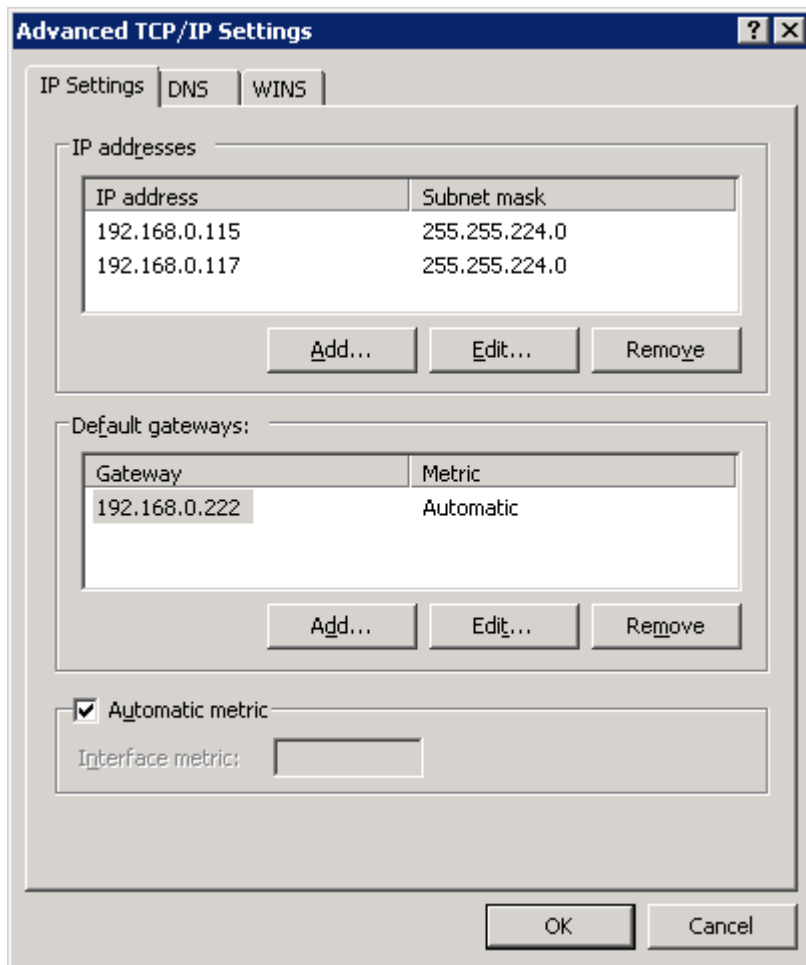 Advanced TCP/IP Settings
IP Settings DNS WINS
IP addresses
IP address Subnet mask
192.168.0.115 255.255.224.0
192.168.0.117 255.255.224.0
Add... Edit... Remove
Default gateways:
Gateway Metric
192.168.0.222 Automatic
Add... Edit... Remove
Automatic metric
Interface metric:
OK Cancel